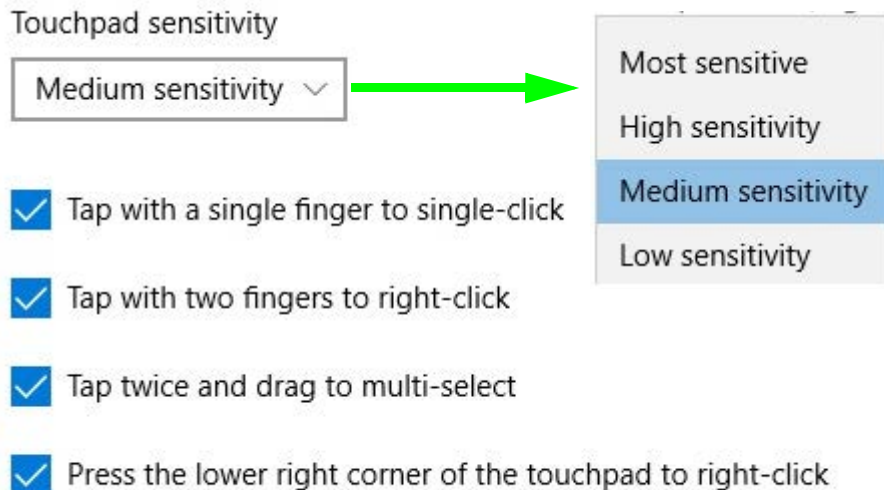 Touchpad sensitivity
Medium sensitivity
Most sensitive
High sensitivity
Medium sensitivity
Low sensitivity
Tap with a single finger to single-click
Tap with two fingers to right-click
Tap twice and drag to multi-select
Press the lower right corner of the touchpad to right-click